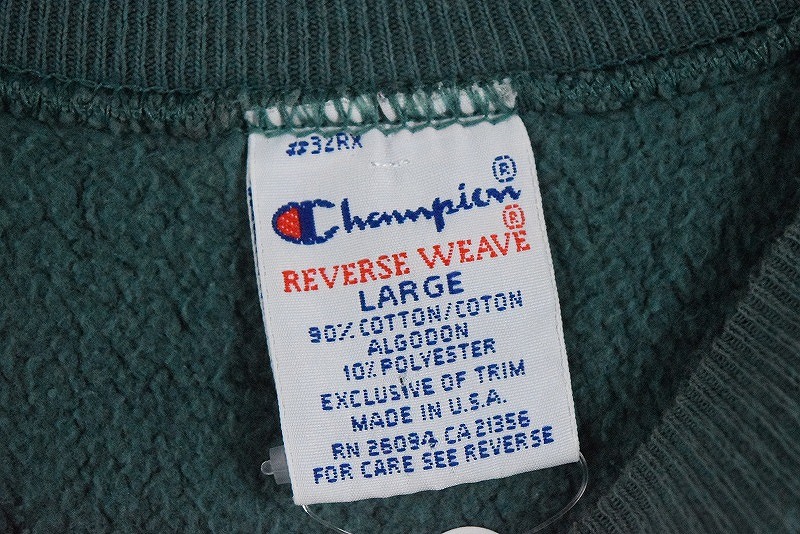 #32RX
Champion®
REVERSE WEAVE®
LARGE
90% COTTON/COTON
ALGODON
10% POLYESTER
EXCLUSIVE OF TRIM
MADE IN U.S.A.
RN 26094 CA 21356
FOR CARE SEE REVERSE